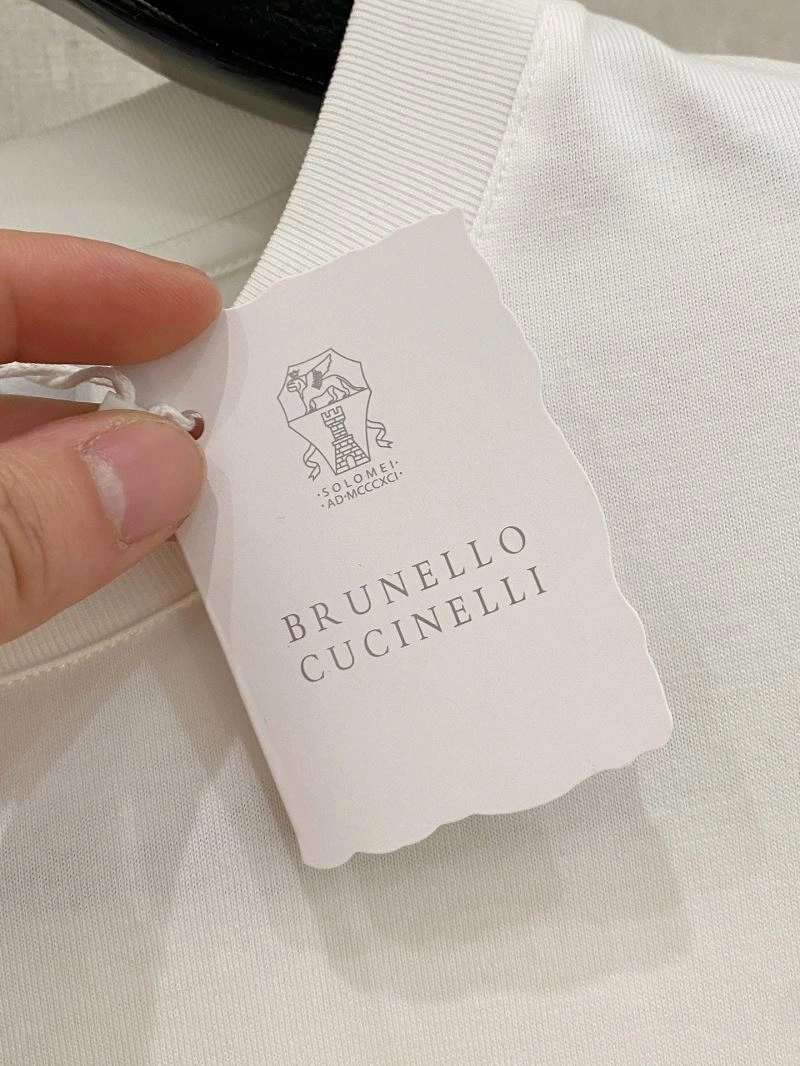 ·SOLOMEI·
·AD·MCCCXCI·
BRUNELLO
CUCINELLI